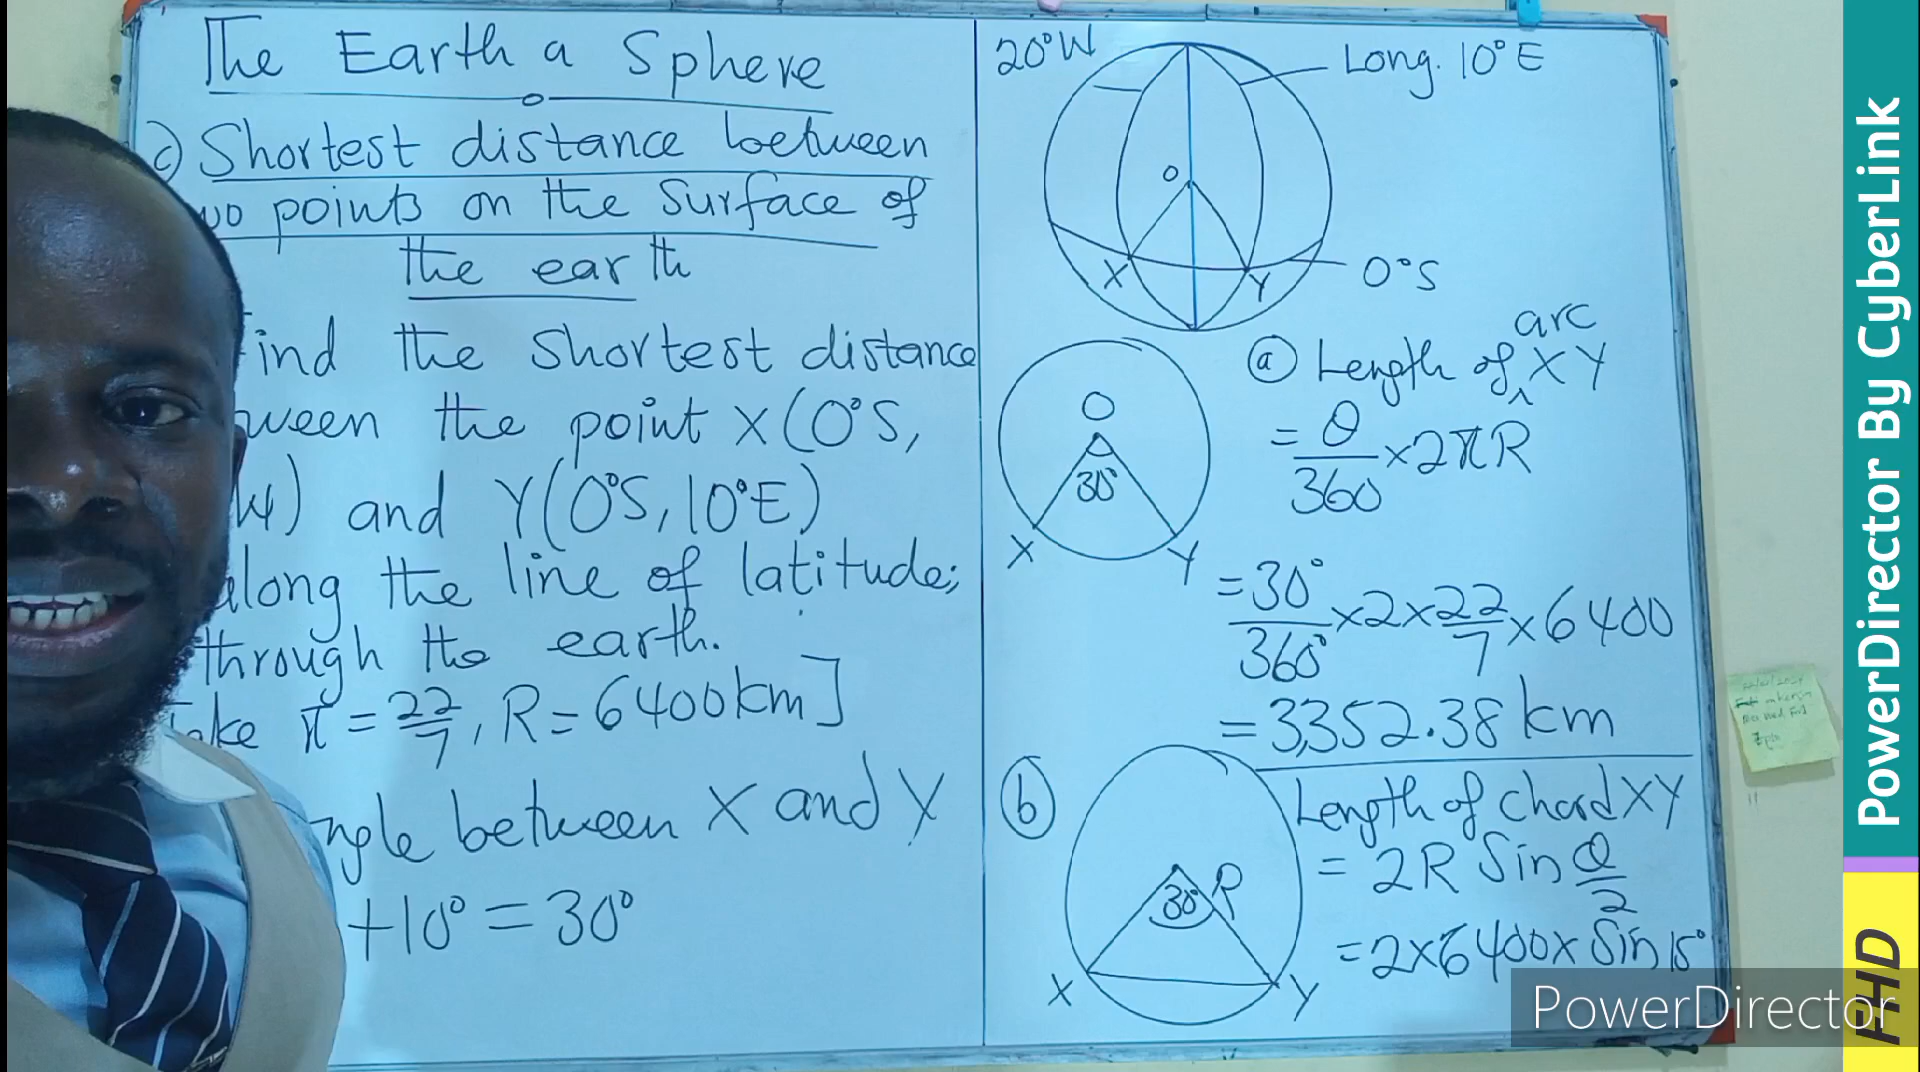 The Earth a Sphere
c) Shortest distance between
wo points on the surface of
the earth
ind the shortest distance
ween the point X(0°S,
W) and Y(0°S, 10°E)
along the line of latitude;
through the earth.
ake π = 22/7, R = 6400km]
ngle between X and Y
+10° = 30°
20°W
Long. 10°E
O
X
Y
0°S
O
30°
X
Y
(a) Length of arc XY
= θ/360 × 2πR
= 30°/360° × 2 × 22/7 × 6400
= 3,352.38 km
(b)
30°
R
X
Y
Length of chord XY
= 2R Sin θ/2
= 2×6400× Sin 15°
PowerDirector By CyberLink
PHD
PowerDirector